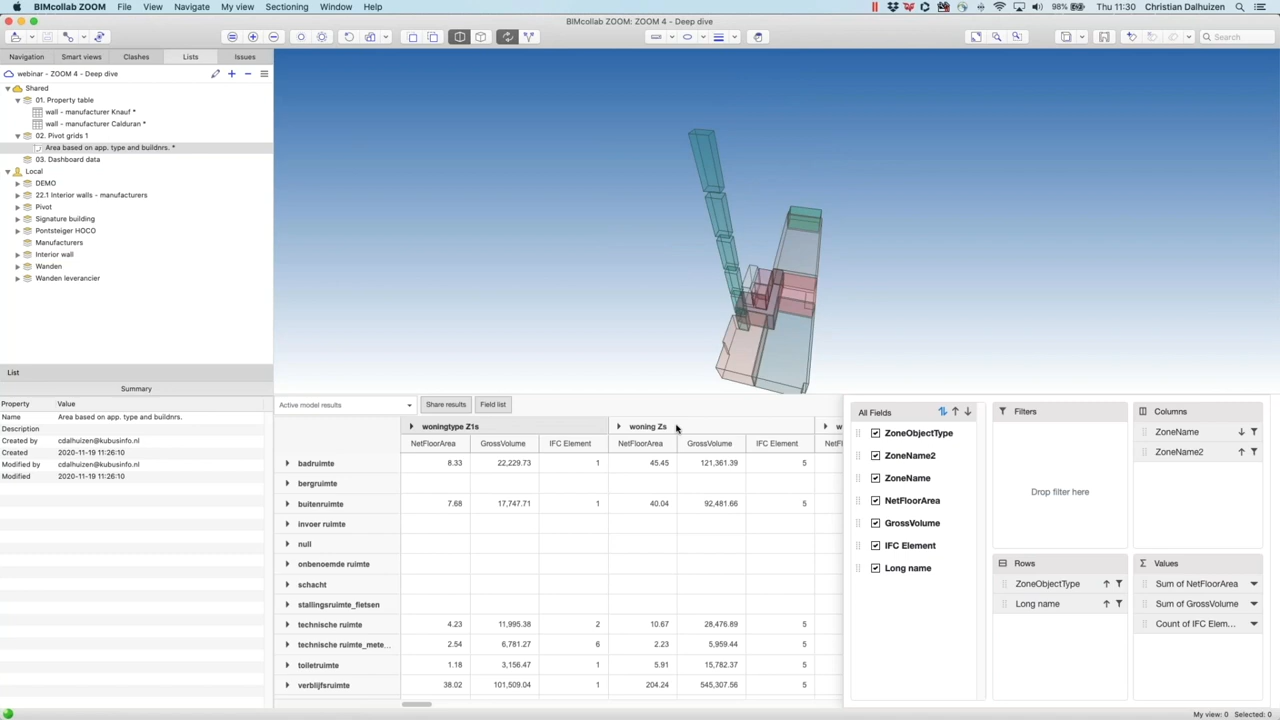 BIMcollab ZOOM File View Navigate My view Sectioning Window Help 98% Thu 11:30 Christian Dalhuizen
BIMcollab ZOOM: ZOOM 4 - Deep dive
Search
Navigation Smart views Clashes Lists Issues
webinar - ZOOM 4 - Deep dive
Shared
01. Property table
wall - manufacturer Knauf *
wall - manufacturer Calduran *
02. Pivot grids 1
Area based on app. type and buildnrs. *
03. Dashboard data
Local
DEMO
22.1 Interior walls - manufacturers
Pivot
Signature building
Pontsteiger HOCO
Manufacturers
Interior wall
Wanden
Wanden leverancier
List
Summary
Property Value
Name Area based on app. type and buildnrs.
Description
Created by cdalhuizen@kubusinfo.nl
Created 2020-11-19 11:26:10
Modified by cdalhuizen@kubusinfo.nl
Modified 2020-11-19 11:26:10
Active model results Share results Field list
woningtype Z1s woning Zs w
NetFloorArea GrossVolume IFC Element NetFloorArea GrossVolume IFC Element N
badruimte 8.33 22,229.73 1 45.45 121,361.39 5
bergruimte
buitenruimte 7.68 17,747.71 1 40.04 92,481.66 5
invoer ruimte
null
onbenoemde ruimte
schacht
stallingsruimte_fietsen
technische ruimte 4.23 11,995.38 2 10.67 28,476.89 5
technische ruimte_mete... 2.54 6,781.27 6 2.23 5,959.44 5
toiletruimte 1.18 3,156.47 1 5.91 15,782.37 5
verblijfsruimte 38.02 101,509.04 1 204.24 545,307.56 5
All Fields
ZoneObjectType
ZoneName2
ZoneName
NetFloorArea
GrossVolume
IFC Element
Long name
Filters
Drop filter here
Columns
ZoneName
ZoneName2
Rows
ZoneObjectType
Long name
Σ Values
Sum of NetFloorArea
Sum of GrossVolume
Count of IFC Elem...
My view: 0 Selected: 0